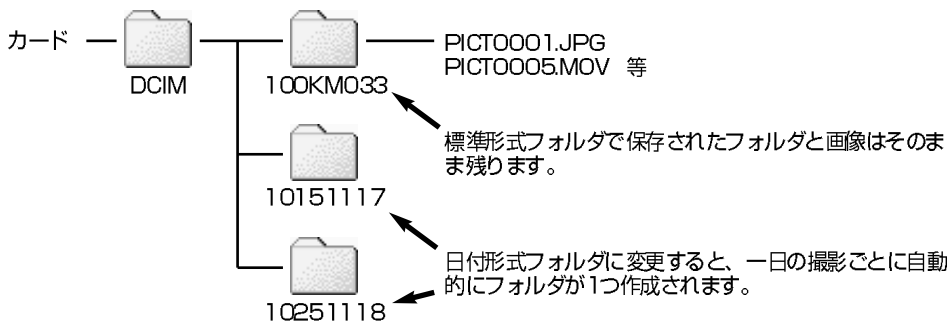 カード
DCIM
100KM033
PICT0001.JPG
PICT0005.MOV 等
標準形式フォルダで保存されたフォルダと画像はそのま
ま残ります。
10151117
日付形式フォルダに変更すると、一日の撮影ごとに自動
的にフォルダが1つ作成されます。
10251118